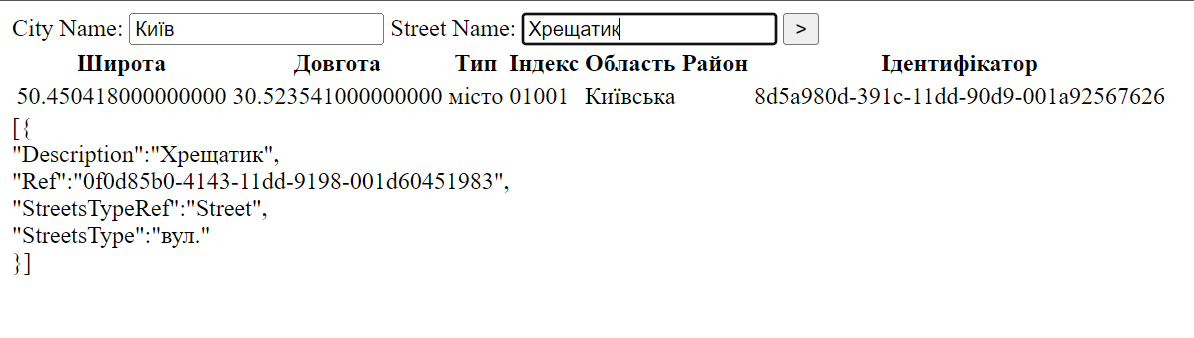 City Name: Київ Street Name: Хрещатик >
Широта Довгота Тип Індекс Область Район Ідентифікатор
50.450418000000000 30.523541000000000 місто 01001 Київська 8d5a980d-391c-11dd-90d9-001a92567626
[{
"Description":"Хрещатик",
"Ref":"0f0d85b0-4143-11dd-9198-001d60451983",
"StreetsTypeRef":"Street",
"StreetsType":"вул."
}]